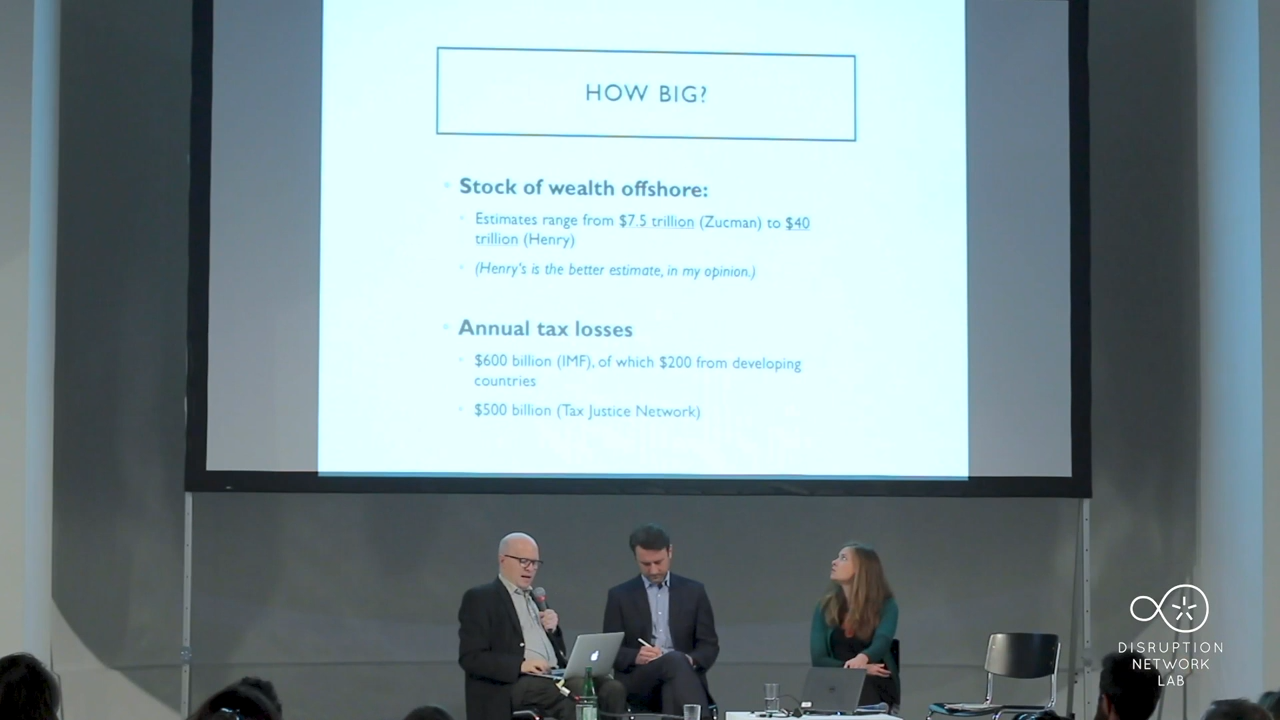 HOW BIG?
Stock of wealth offshore:
Estimates range from $7.5 trillion (Zucman) to $40
trillion (Henry)
(Henry's is the better estimate, in my opinion.)
Annual tax losses
$600 billion (IMF), of which $200 from developing
countries
$500 billion (Tax Justice Network)
DISRUPTION
NETWORK
LAB